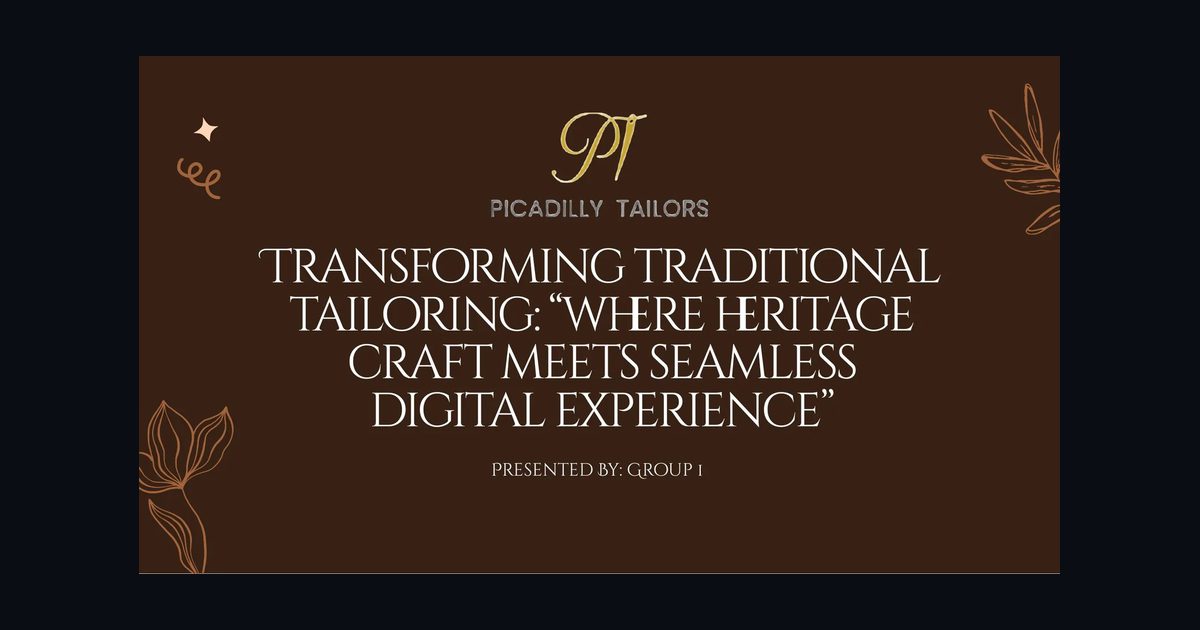 PT
PICADILLY TAILORS
TRANSFORMING TRADITIONAL
TAILORING: “WHERE HERITAGE
CRAFT MEETS SEAMLESS
DIGITAL EXPERIENCE”
PRESENTED BY: GROUP 1